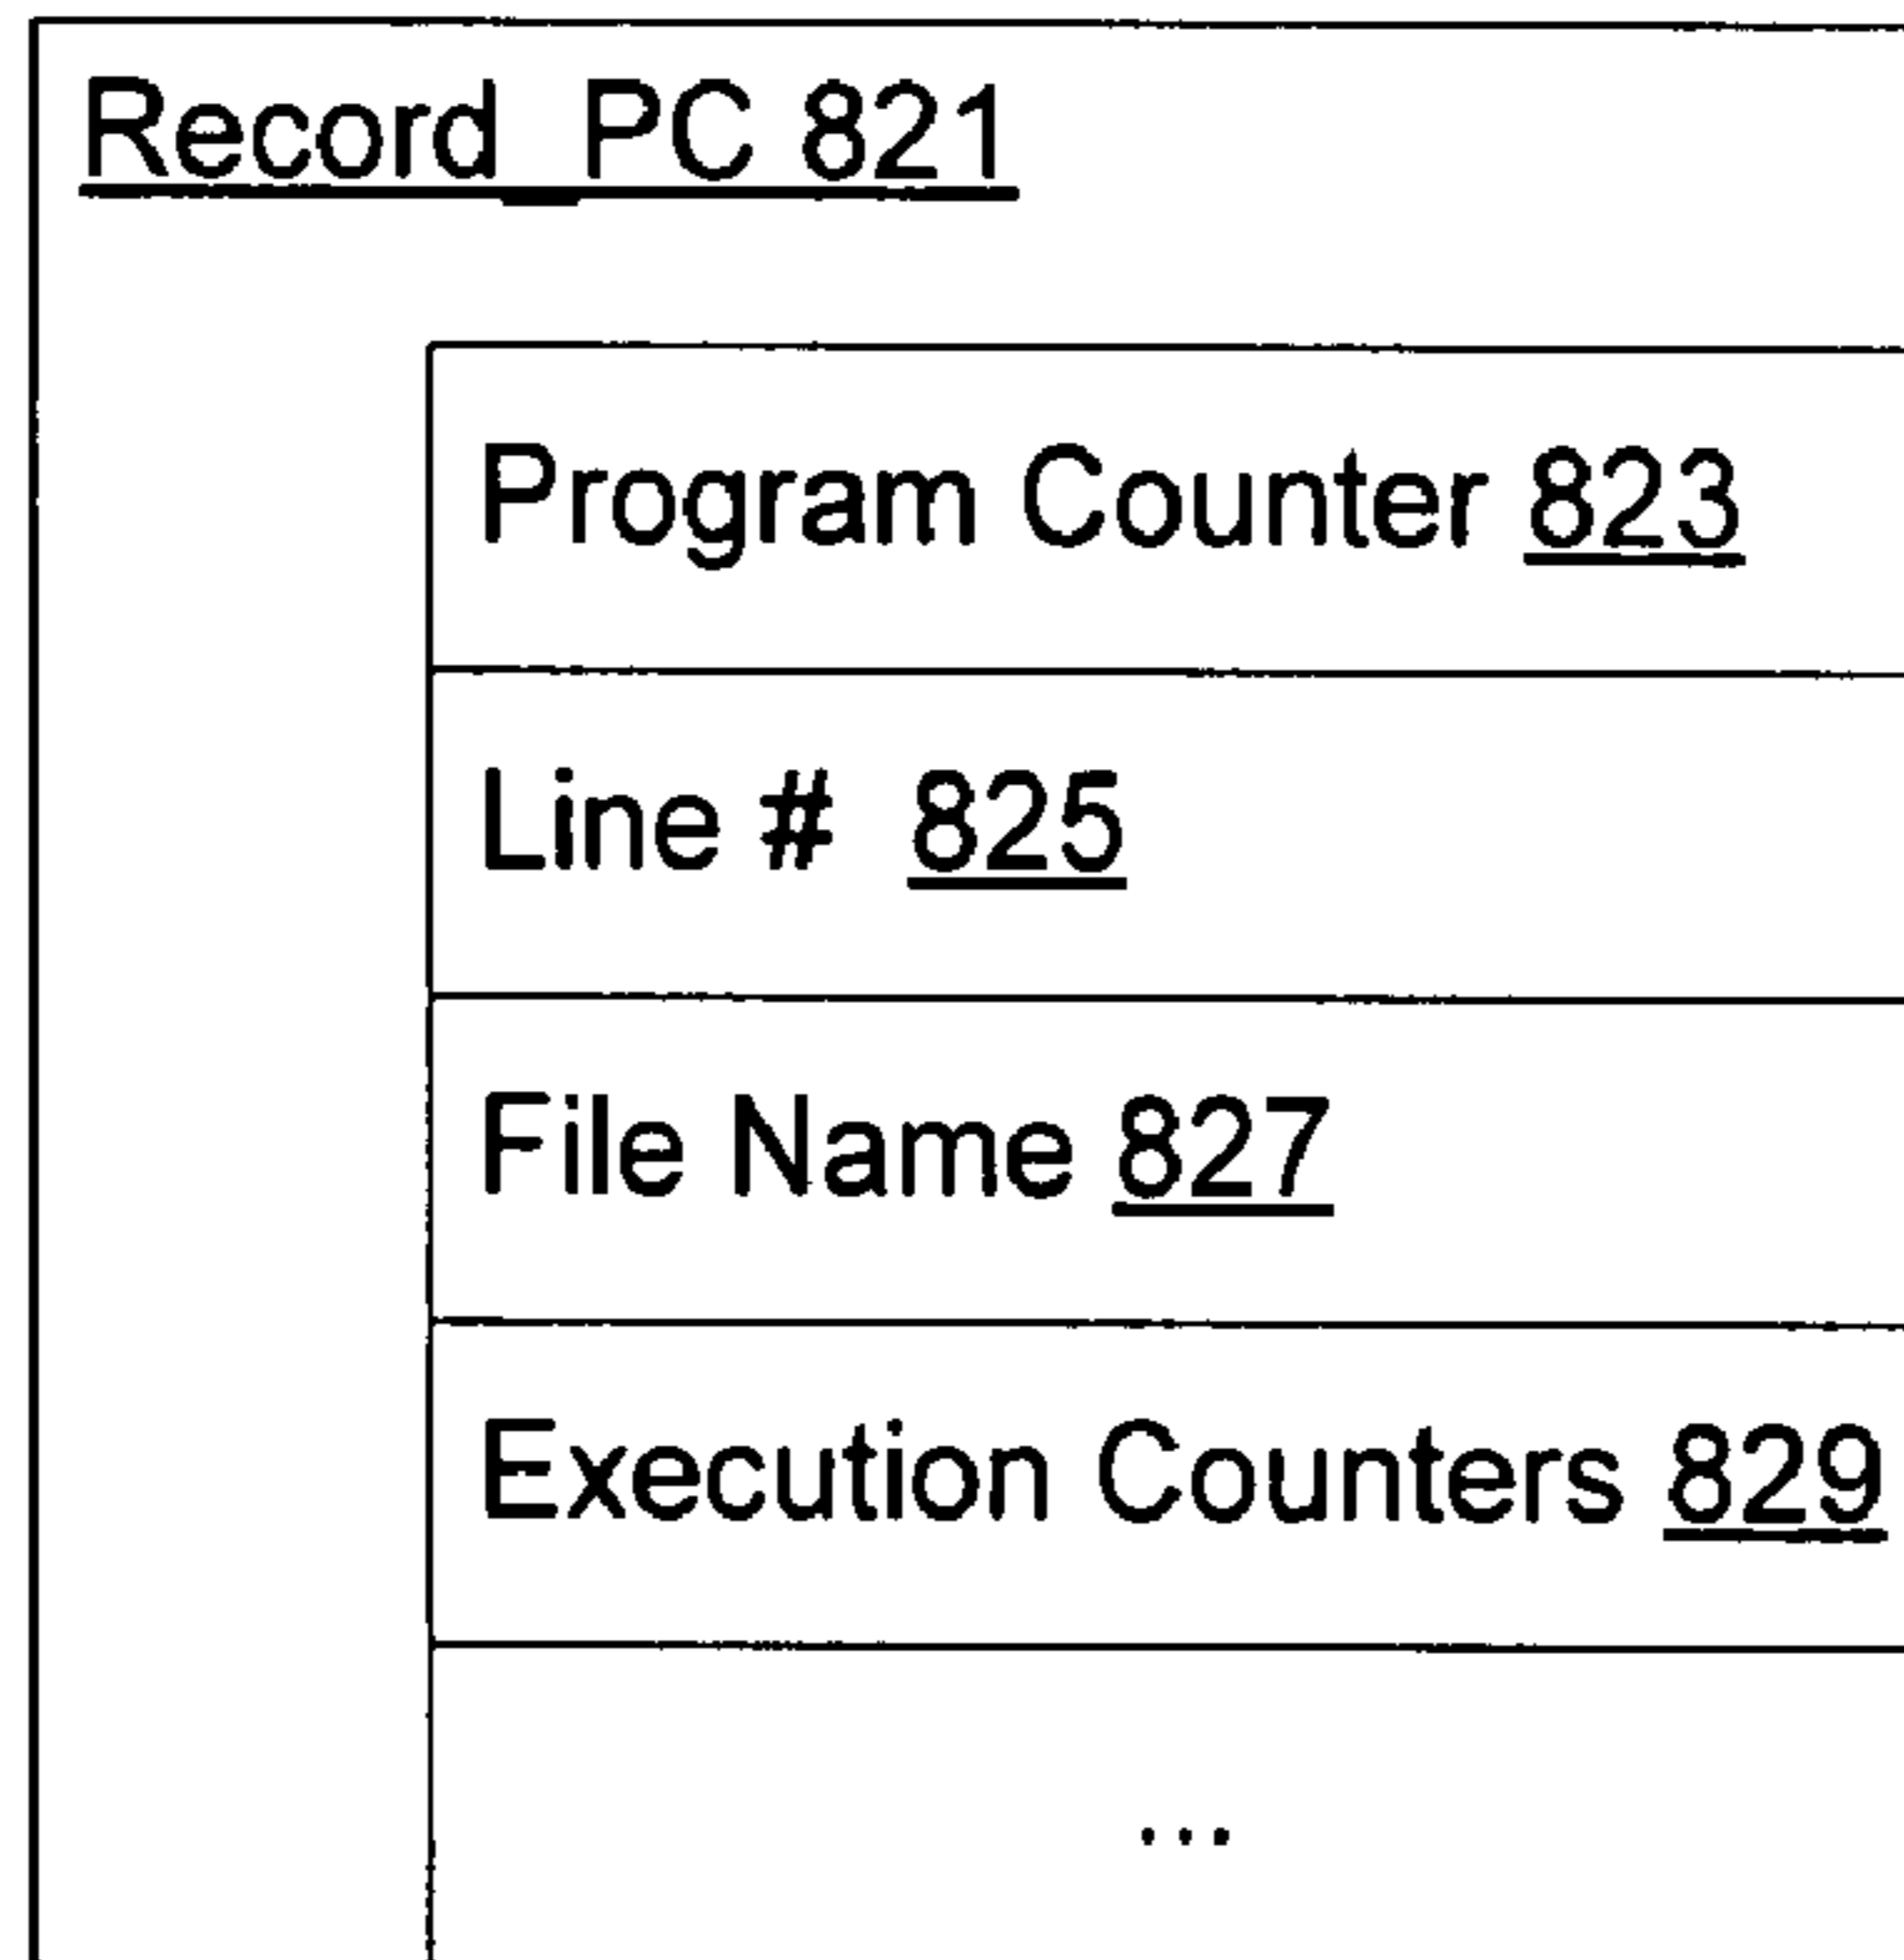 Record_PC 821
Program Counter 823
Line # 825
File Name 827
Execution Counters 829
...